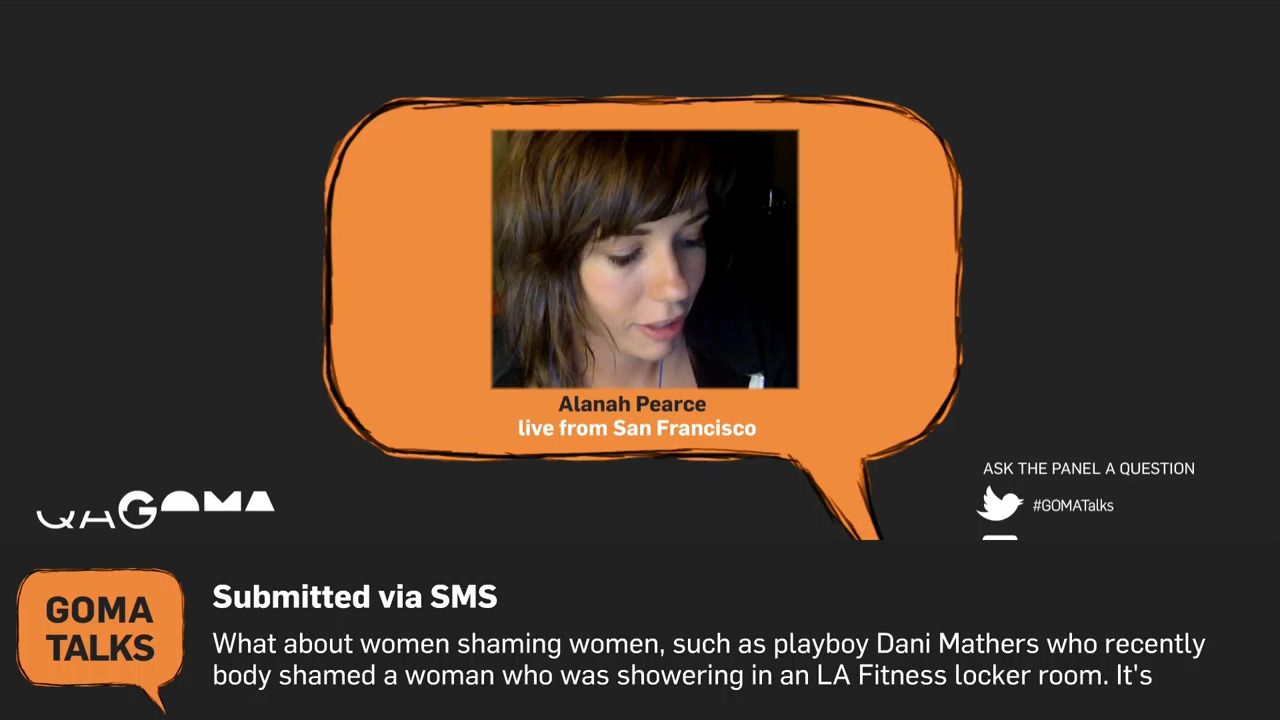 Alanah Pearce
live from San Francisco
ASK THE PANEL A QUESTION
#GOMATalks
QAGOMA
GOMA
TALKS
Submitted via SMS
What about women shaming women, such as playboy Dani Mathers who recently
body shamed a woman who was showering in an LA Fitness locker room. It's